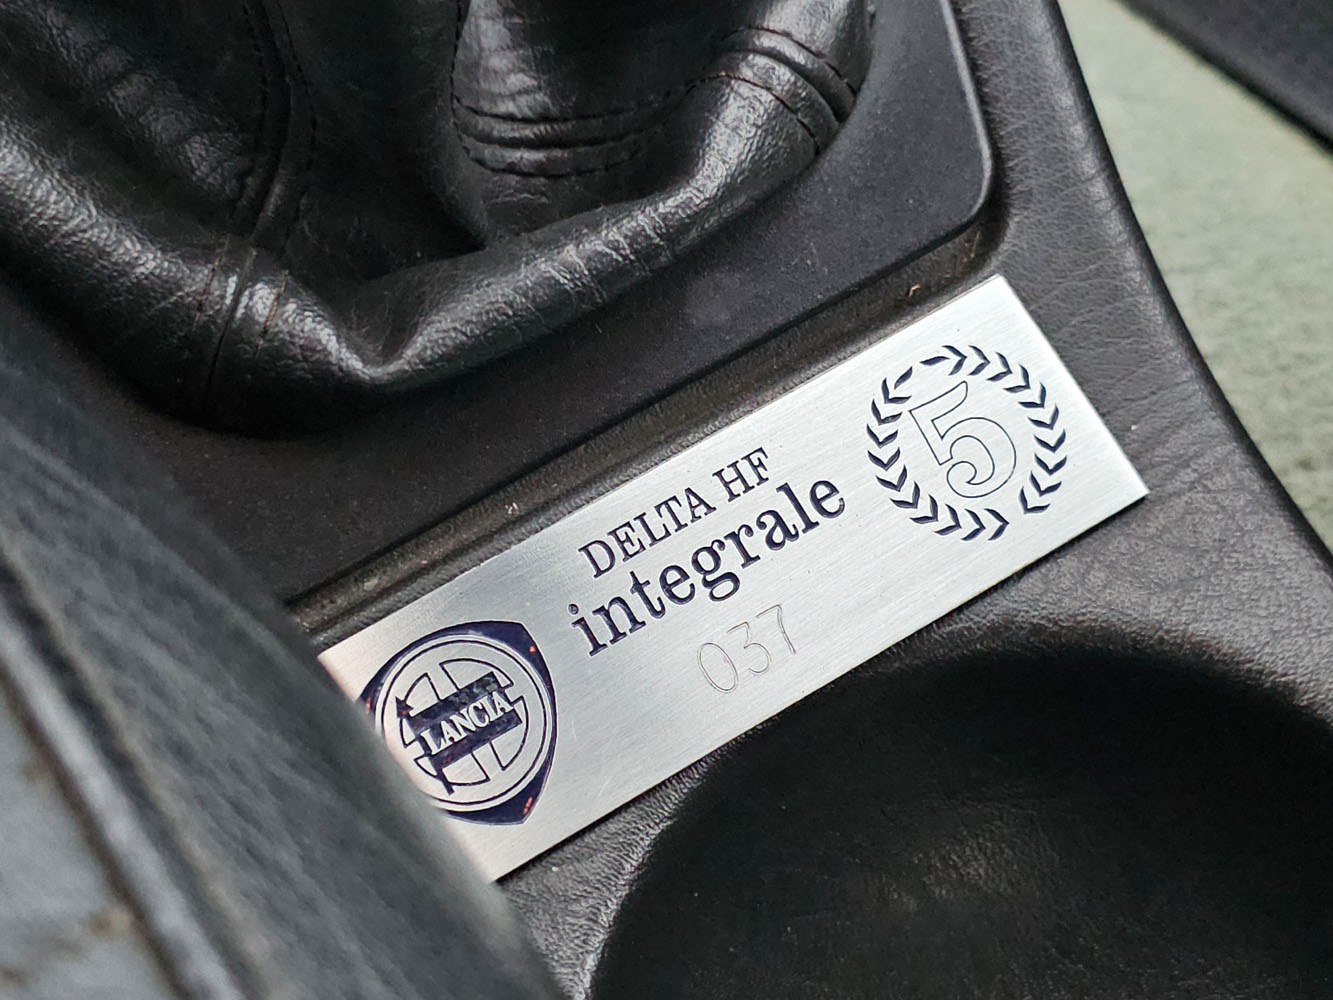 DELTA HF
integrale
5
037
LANCIA